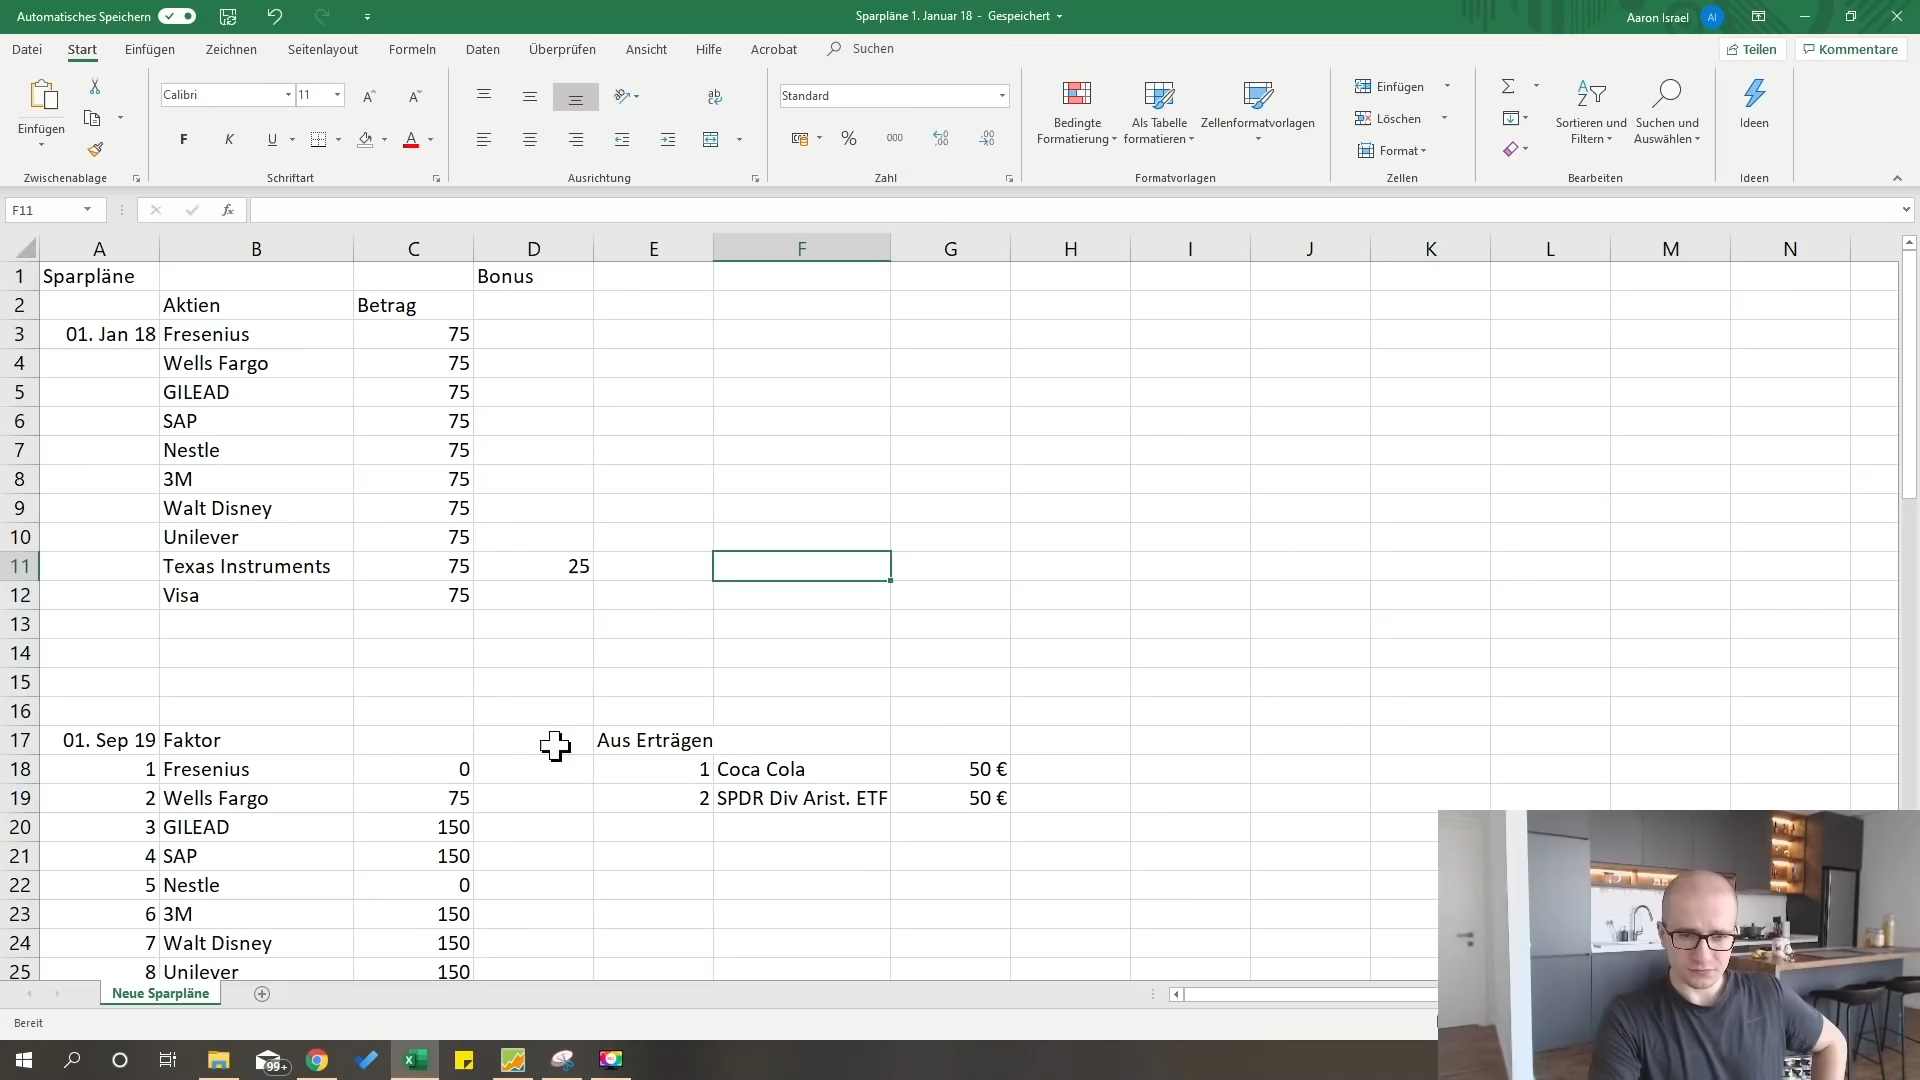 Automatisches Speichern
Sparpläne 1. Januar 18 - Gespeichert
Aaron Israel AI
Datei Start Einfügen Zeichnen Seitenlayout Formeln Daten Überprüfen Ansicht Hilfe Acrobat Suchen Teilen Kommentare
Einfügen
Zwischenablage
Calibri 11
F K U A
Schriftart
ab
Ausrichtung
Standard
% 000
Zahl
Bedingte Formatierung
Als Tabelle formatieren
Zellenformatvorlagen
Formatvorlagen
Einfügen
Löschen
Format
Zellen
Sortieren und Filtern
Suchen und Auswählen
Bearbeiten
Ideen
Ideen
F11 fx
A B C D E F G H I J K L M N
1 Sparpläne Bonus
2 Aktien Betrag
3 01. Jan 18 Fresenius 75
4 Wells Fargo 75
5 GILEAD 75
6 SAP 75
7 Nestle 75
8 3M 75
9 Walt Disney 75
10 Unilever 75
11 Texas Instruments 75 25
12 Visa 75
13
14
15
16
17 01. Sep 19 Faktor Aus Erträgen
18 1 Fresenius 0 1 Coca Cola 50 €
19 2 Wells Fargo 75 2 SPDR Div Arist. ETF 50 €
20 3 GILEAD 150
21 4 SAP 150
22 5 Nestle 0
23 6 3M 150
24 7 Walt Disney 150
25 8 Unilever 150
Neue Sparpläne
Bereit
99+